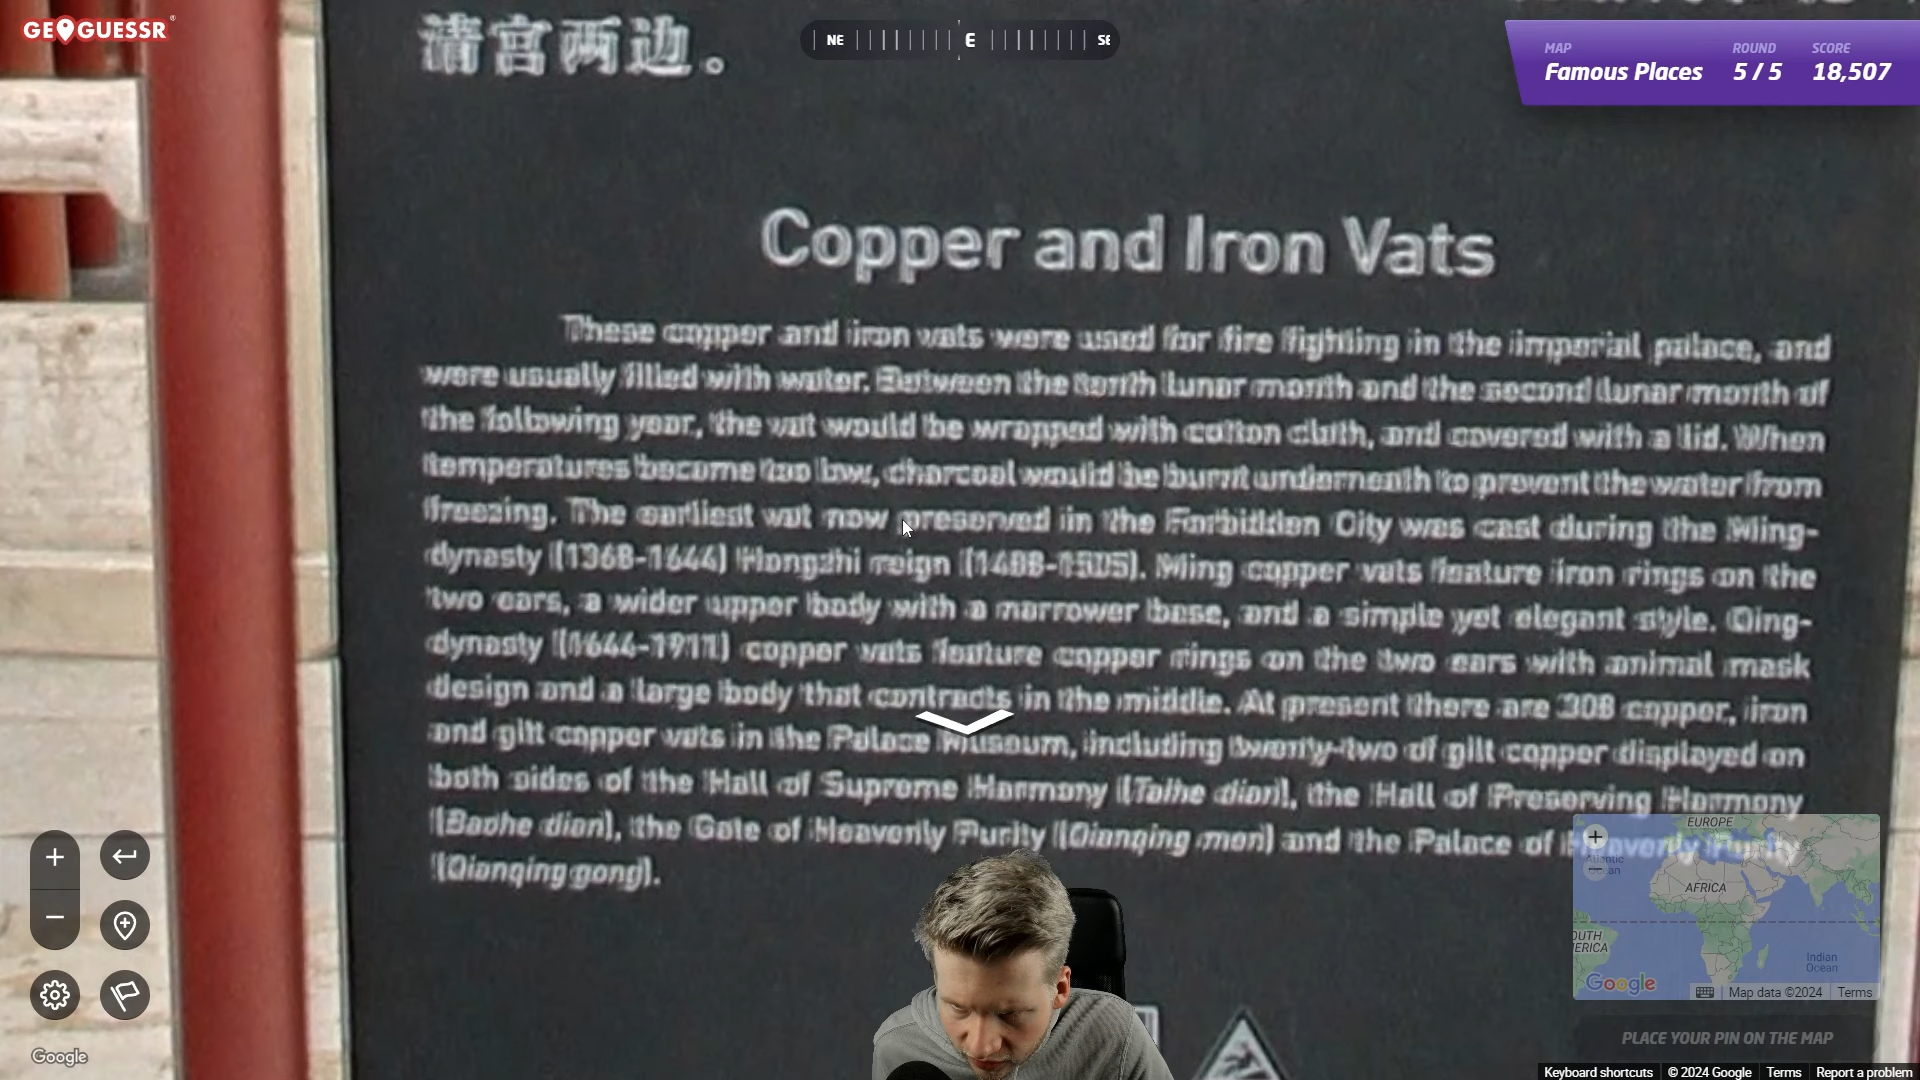 GEOGUESSR
清宫两边。
NE
E
SE
MAP
Famous Places
ROUND
5 / 5
SCORE
18,507
Copper and Iron Vats
These copper and iron vats were used for fire fighting in the imperial palace, and
were usually filled with water. Between the tenth lunar month and the second lunar month of
the following year, the vat would be wrapped with cotton cloth, and covered with a lid. When
temperatures became too low, charcoal would be burnt underneath to prevent the water from
freezing. The earliest vat now preserved in the Forbidden City was cast during the Ming-
dynasty (1368-1644) Hongzhi reign (1488-1505). Ming copper vats feature iron rings on the
two ears, a wider upper body with a narrower base, and a simple yet elegant style. Qing-
dynasty (1644-1911) copper vats feature copper rings on the two ears with animal mask
design and a large body that contracts in the middle. At present there are 308 copper, iron
and gilt copper vats in the Palace Museum, including twenty-two of gilt copper displayed on
both sides of the Hall of Supreme Harmony (Taihe dian), the Hall of Preserving Harmony
(Baohe dian), the Gate of Heavenly Purity (Qianqing men) and the Palace of Heavenly Purity
(Qianqing gong).
EUROPE
Atlantic
Ocean
AFRICA
SOUTH
AMERICA
Indian
Ocean
Google
Map data ©2024
Terms
PLACE YOUR PIN ON THE MAP
Google
Keyboard shortcuts
© 2024 Google
Terms
Report a problem